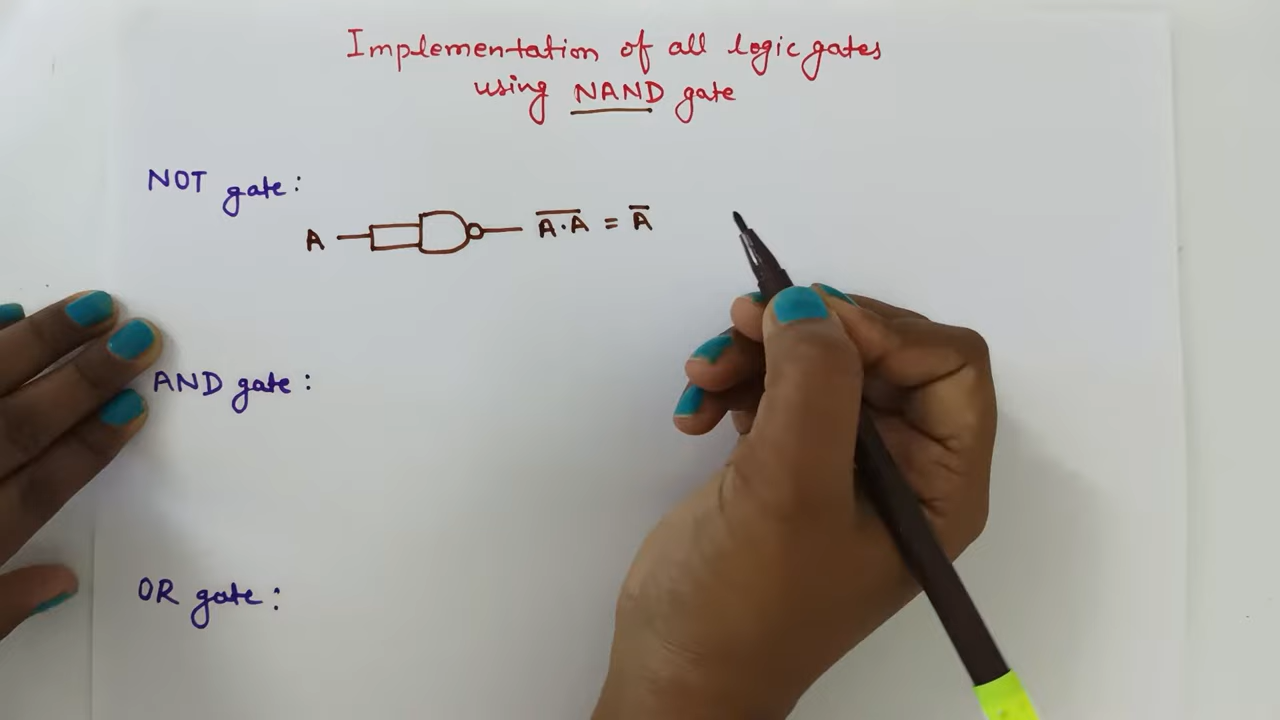 Implementation of all logic gates
using NAND gate
NOT gate:
A A̅·̅A̅ = A̅
AND gate:
OR gate: